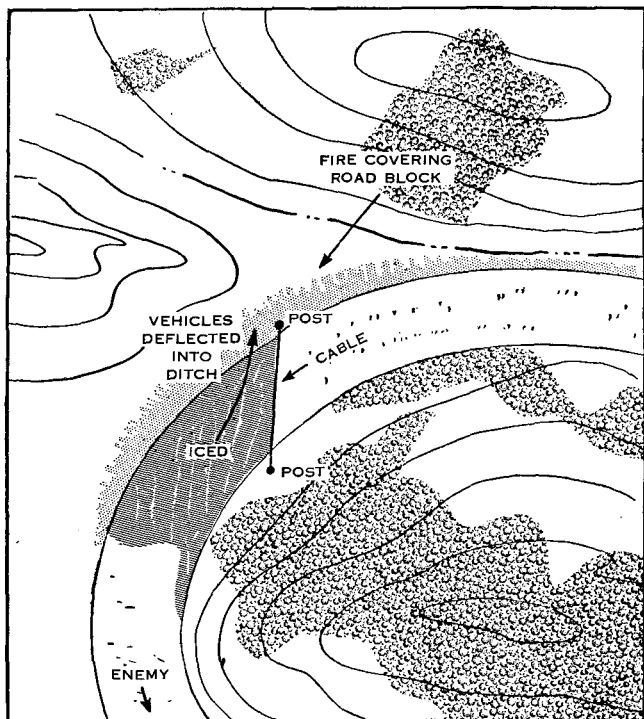 FIRE COVERING
ROAD BLOCK
VEHICLES
DEFLECTED
INTO
DITCH
POST
CABLE
ICED
POST
ENEMY